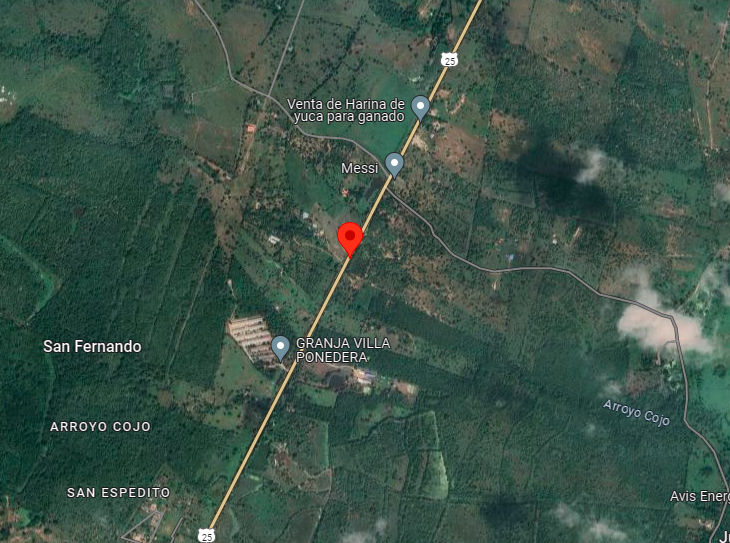 25
Venta de Harina de
yuca para ganado
Messi
GRANJA VILLA
PONEDERA
San Fernando
Arroyo Cojo
ARROYO COJO
SAN ESPEDITO
Avis Energ
25